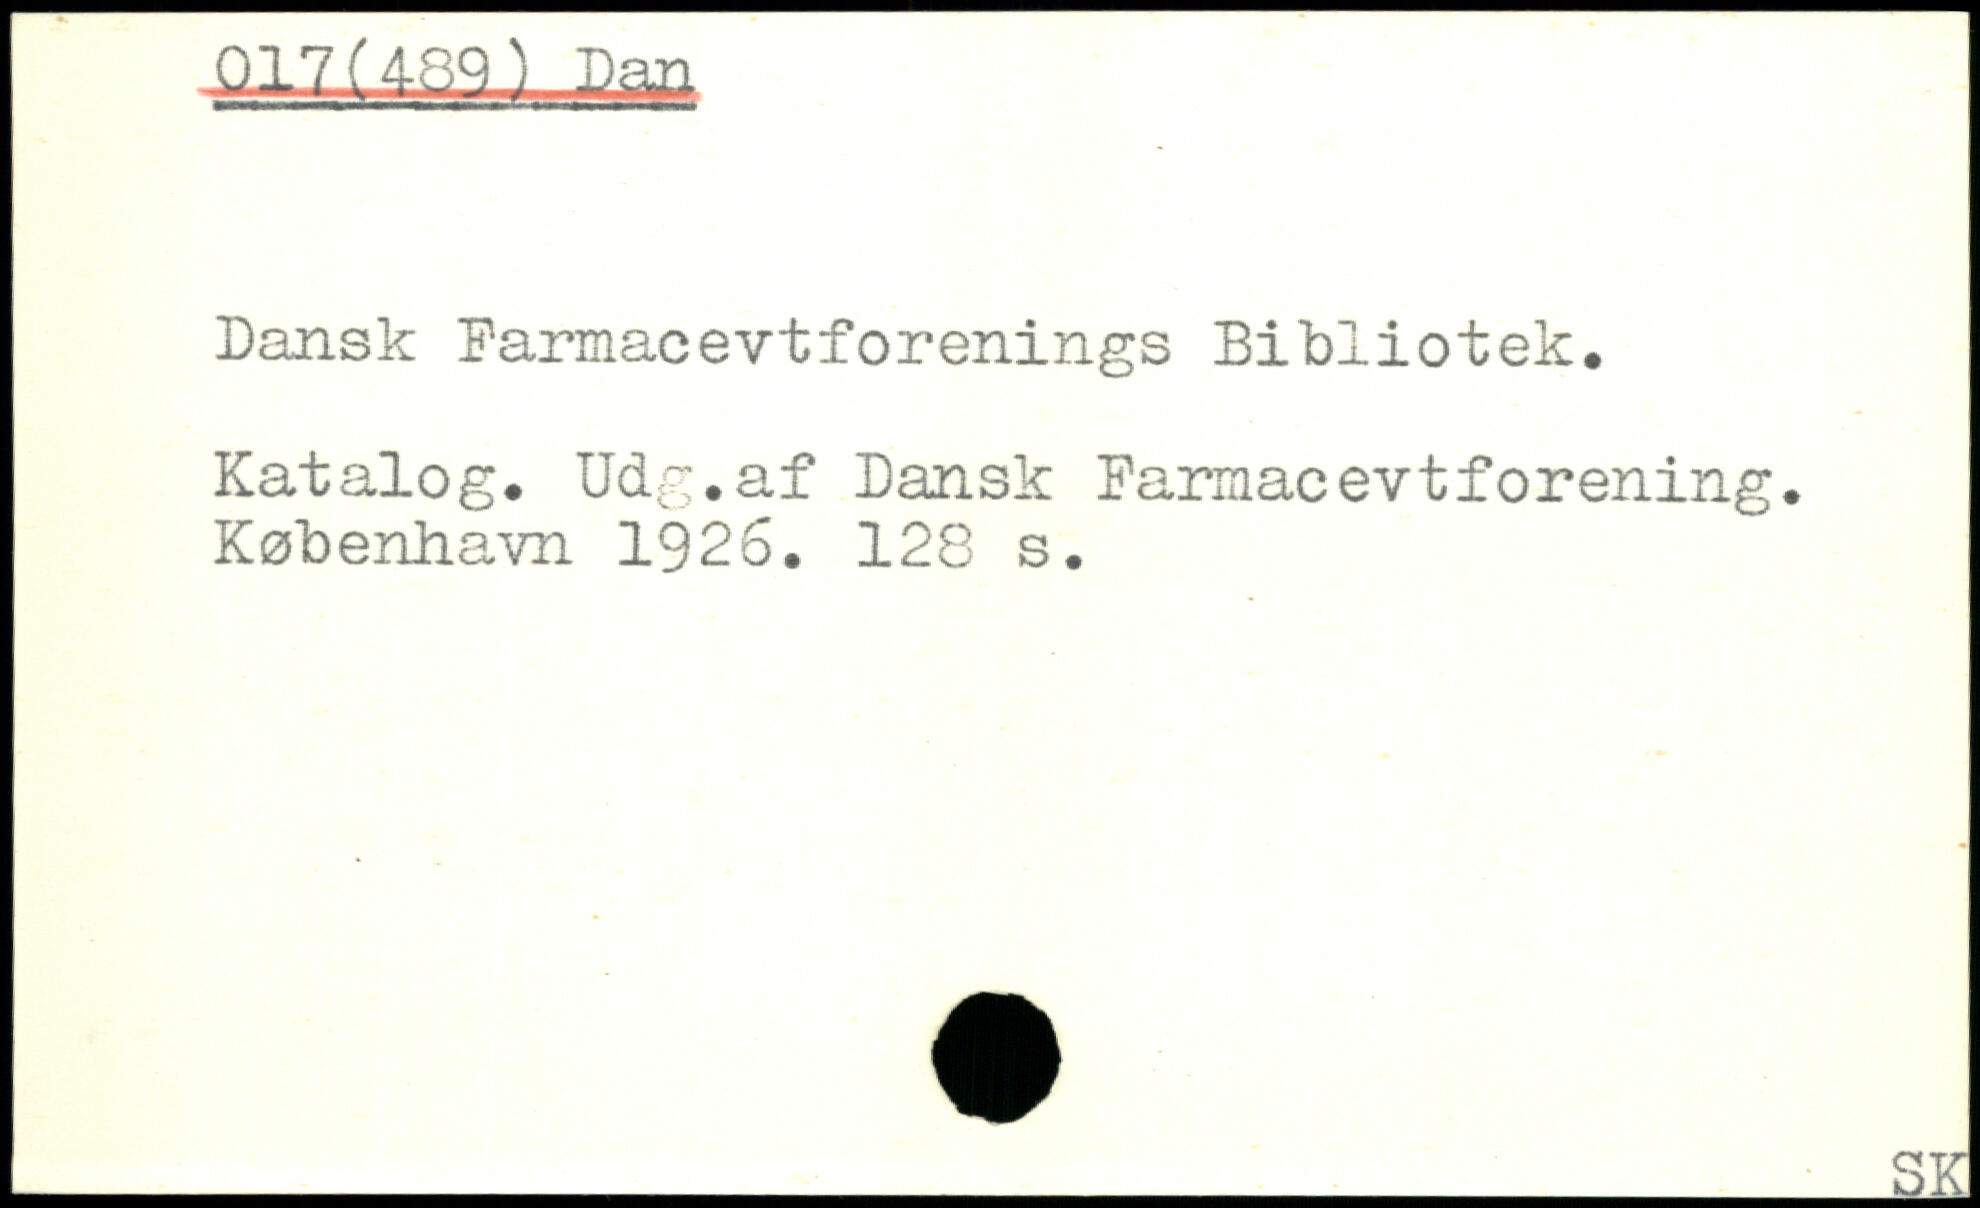 017(489) Dan
Dansk Farmacevtforenings Bibliotek.
Katalog. Udg.af Dansk Farmacevtforening.
København 1926. 128 s.
SK